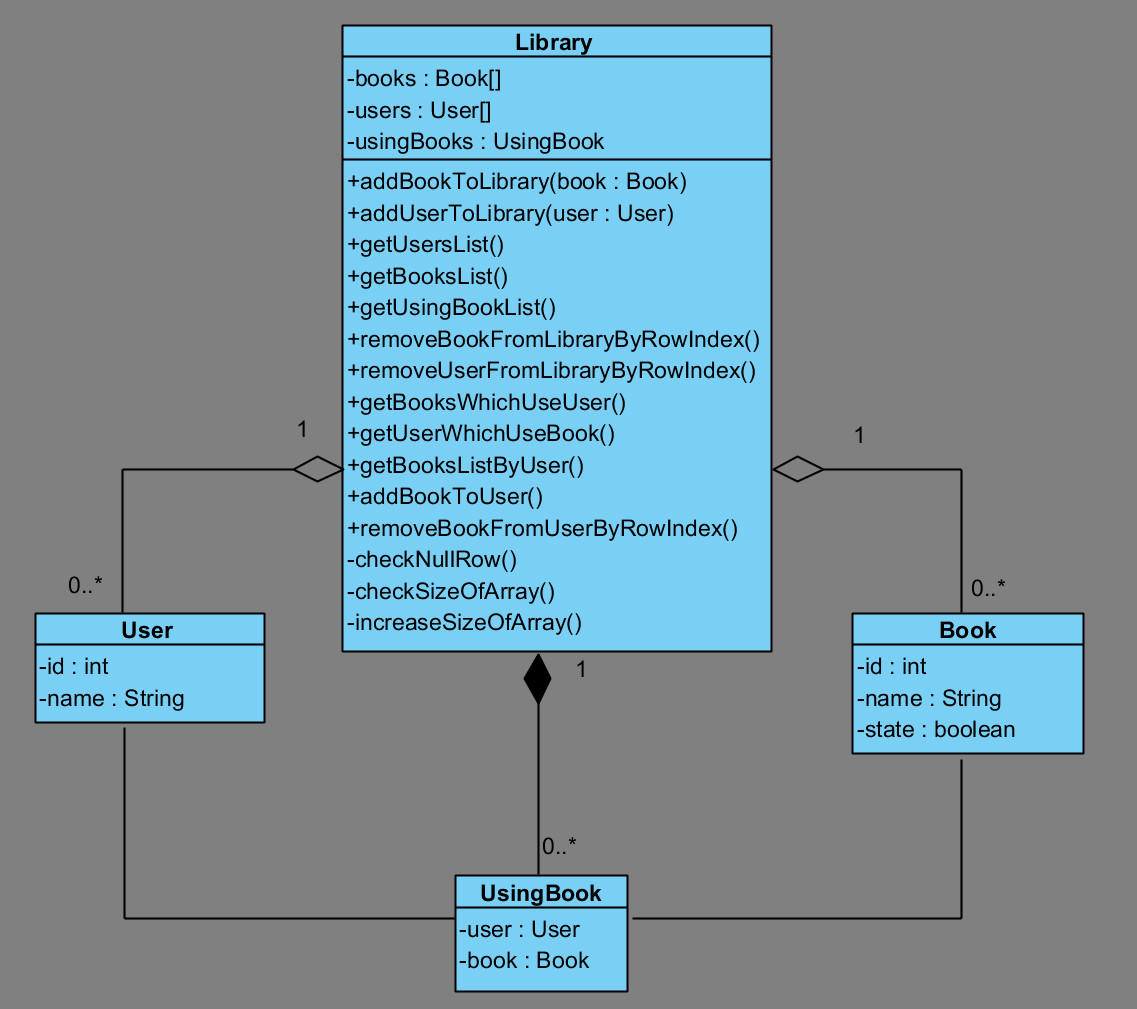 Library
-books : Book[]
-users : User[]
-usingBooks : UsingBook
+addBookToLibrary(book : Book)
+addUserToLibrary(user : User)
+getUsersList()
+getBooksList()
+getUsingBookList()
+removeBookFromLibraryByRowIndex()
+removeUserFromLibraryByRowIndex()
+getBooksWhichUseUser()
+getUserWhichUseBook()
+getBooksListByUser()
+addBookToUser()
+removeBookFromUserByRowIndex()
-checkNullRow()
-checkSizeOfArray()
-increaseSizeOfArray()
1
1
0..*
0..*
User
-id : int
-name : String
1
Book
-id : int
-name : String
-state : boolean
0..*
UsingBook
-user : User
-book : Book